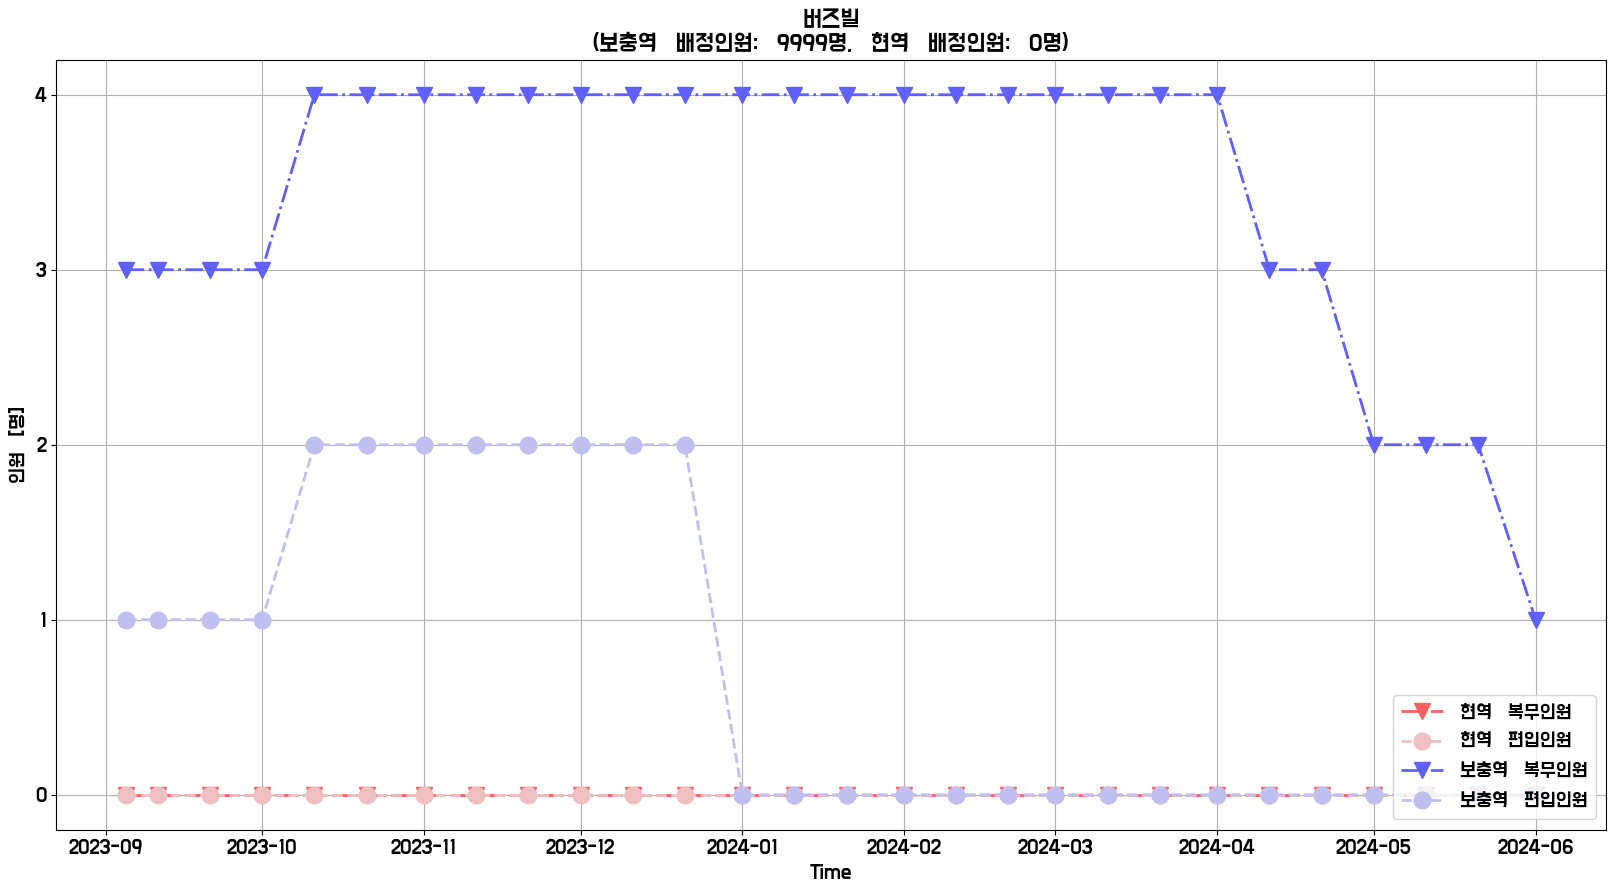 버즈빌
(보충역 배정인원: 9999명, 현역 배정인원: 0명)
인원 [명]
4
3
2
1
0
현역 복무인원
현역 편입인원
보충역 복무인원
보충역 편입인원
2023-09 2023-10 2023-11 2023-12 2024-01 2024-02 2024-03 2024-04 2024-05 2024-06
Time